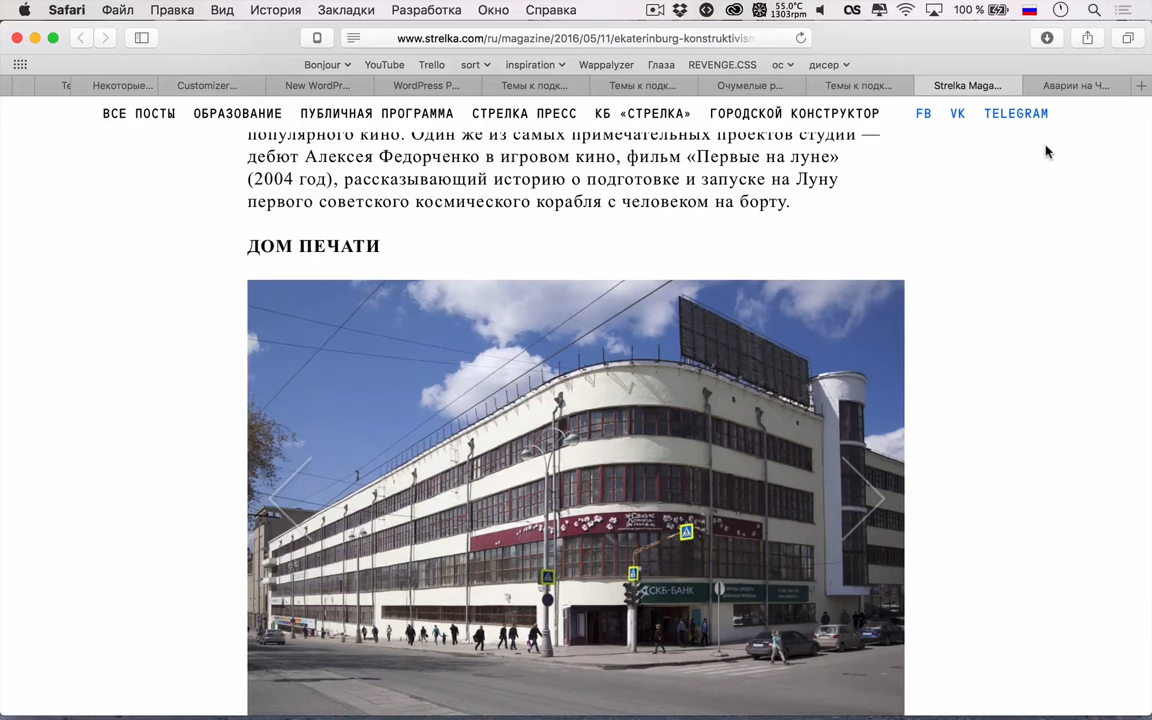 Safari Файл Правка Вид История Закладки Разработка Окно Справка 55.0°C 1303rpm 100 %
www.strelka.com/ru/magazine/2016/05/11/ekaterinburg-konstruktivism
Bonjour YouTube Trello sort inspiration Wappalyzer Глаза REVENGE.CSS ос дисер
Те Некоторые... Customizer... New WordPr... WordPress P... Темы к подк... Темы к подк... Очумелые р... Темы к подк... Strelka Maga... Аварии на Ч...
ВСЕ ПОСТЫ ОБРАЗОВАНИЕ ПУБЛИЧНАЯ ПРОГРАММА СТРЕЛКА ПРЕСС КБ «СТРЕЛКА» ГОРОДСКОЙ КОНСТРУКТОР FB VK TELEGRAM
популярного кино. Один же из самых примечательных проектов студии —
дебют Алексея Федорченко в игровом кино, фильм «Первые на луне»
(2004 год), рассказывающий историю о подготовке и запуске на Луну
первого советского космического корабля с человеком на борту.
ДОМ ПЕЧАТИ
СКБ-БАНК